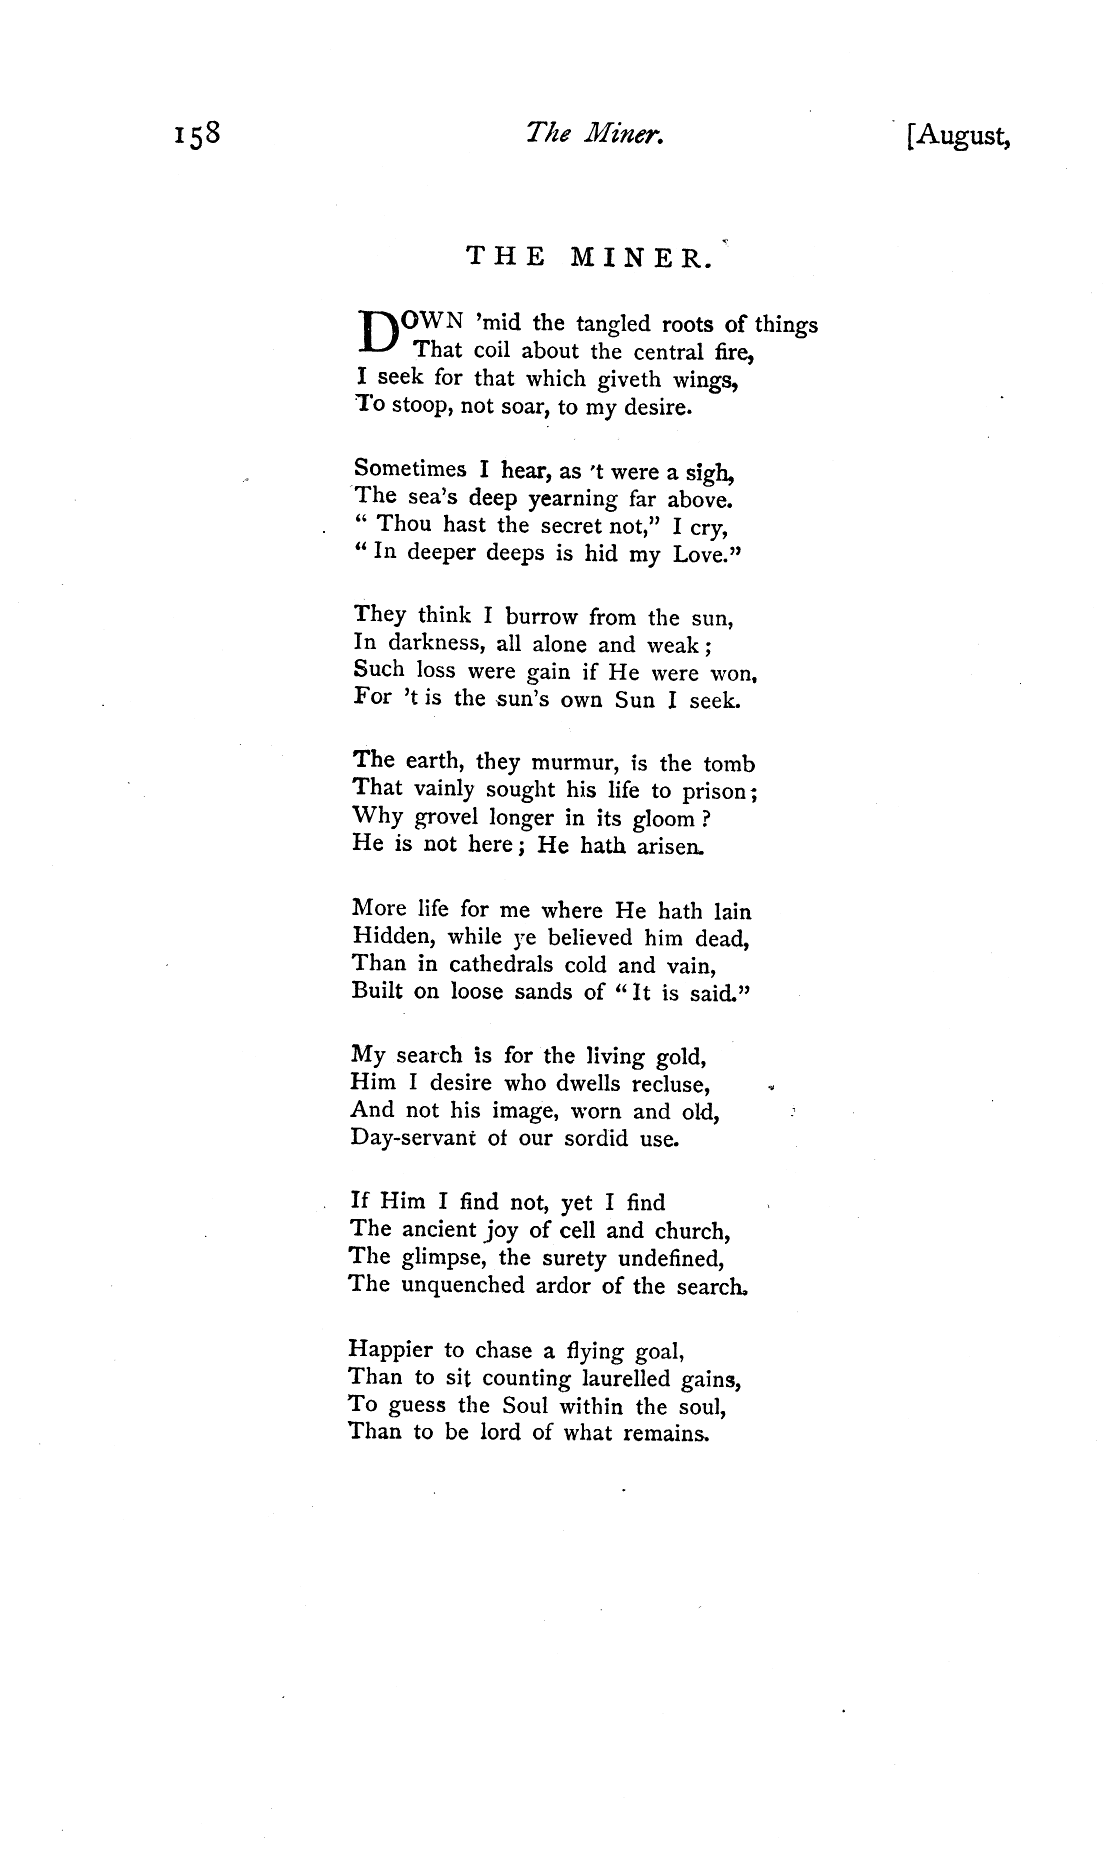 158 The Miner. [August,
THE MINER.
DOWN 'mid the tangled roots of things
That coil about the central fire,
I seek for that which giveth wings,
To stoop, not soar, to my desire.
Sometimes I hear, as 't were a sigh,
The sea's deep yearning far above.
“ Thou hast the secret not,” I cry,
“ In deeper deeps is hid my Love.”
They think I burrow from the sun,
In darkness, all alone and weak ;
Such loss were gain if He were won,
For 't is the sun's own Sun I seek.
The earth, they murmur, is the tomb
That vainly sought his life to prison ;
Why grovel longer in its gloom ?
He is not here ; He hath arisen.
More life for me where He hath lain
Hidden, while ye believed him dead,
Than in cathedrals cold and vain,
Built on loose sands of “ It is said.”
My search is for the living gold,
Him I desire who dwells recluse,
And not his image, worn and old,
Day-servant of our sordid use.
If Him I find not, yet I find
The ancient joy of cell and church,
The glimpse, the surety undefined,
The unquenched ardor of the search.
Happier to chase a flying goal,
Than to sit counting laurelled gains,
To guess the Soul within the soul,
Than to be lord of what remains.